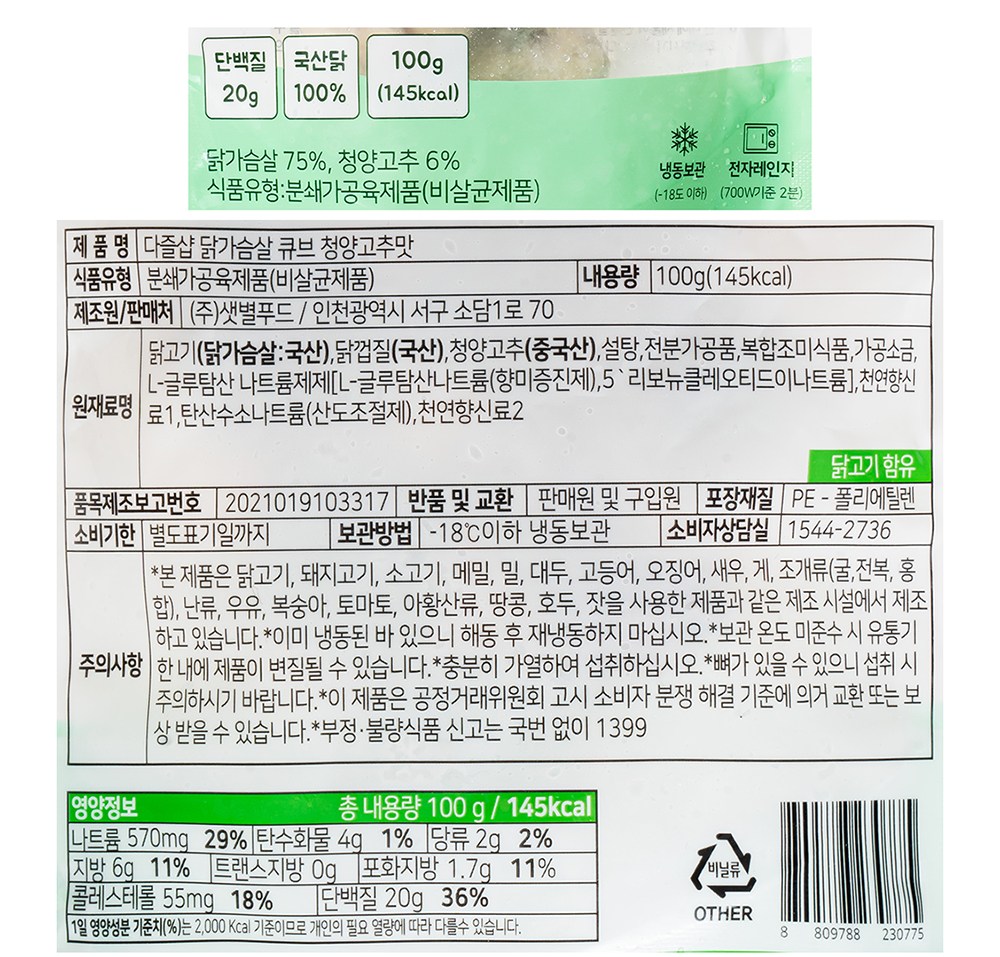 단백질 20g
국산닭 100%
100g (145kcal)
닭가슴살 75%, 청양고추 6%
식품유형:분쇄가공육제품(비살균제품)
냉동보관 (-18도 이하)
전자레인지 (700W기준 2분)
제 품 명 다즐샵 닭가슴살 큐브 청양고추맛
식품유형 분쇄가공육제품(비살균제품) 내용량 100g(145kcal)
제조원/판매처 (주)샛별푸드 / 인천광역시 서구 소담1로 70
원재료명
닭고기(닭가슴살:국산),닭껍질(국산),청양고추(중국산),설탕,전분가공품,복합조미식품,가공소금,
L-글루탐산 나트륨제제[L-글루탐산나트륨(향미증진제),5`리보뉴클레오티드이나트륨],천연향신
료1,탄산수소나트륨(산도조절제),천연향신료2
닭고기 함유
품목제조보고번호 2021019103317 반품 및 교환 판매원 및 구입원 포장재질 PE - 폴리에틸렌
소비기한 별도표기일까지 보관방법 -18℃이하 냉동보관 소비자상담실 1544-2736
주의사항
*본 제품은 닭고기, 돼지고기, 소고기, 메밀, 밀, 대두, 고등어, 오징어, 새우, 게, 조개류(굴,전복, 홍
합), 난류, 우유, 복숭아, 토마토, 아황산류, 땅콩, 호두, 잣을 사용한 제품과 같은 제조 시설에서 제조
하고 있습니다.*이미 냉동된 바 있으니 해동 후 재냉동하지 마십시오.*보관 온도 미준수 시 유통기
한 내에 제품이 변질될 수 있습니다.*충분히 가열하여 섭취하십시오.*뼈가 있을 수 있으니 섭취 시
주의하시기 바랍니다.*이 제품은 공정거래위원회 고시 소비자 분쟁 해결 기준에 의거 교환 또는 보
상 받을 수 있습니다.*부정·불량식품 신고는 국번 없이 1399
영양정보 총 내용량 100 g / 145kcal
나트륨 570mg 29% 탄수화물 4g 1% 당류 2g 2%
지방 6g 11% 트랜스지방 0g 포화지방 1.7g 11%
콜레스테롤 55mg 18% 단백질 20g 36%
1일 영양성분 기준치(%)는 2,000 Kcal 기준이므로 개인의 필요 열량에 따라 다를수 있습니다.
비닐류
OTHER
8 809788 230775